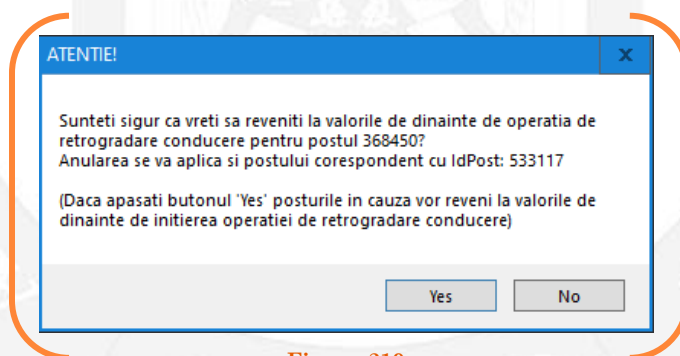 ATENTIE!
x
Sunteti sigur ca vreti sa reveniti la valorile de dinainte de operatia de
retrogradare conducere pentru postul 368450?
Anularea se va aplica si postului corespondent cu IdPost: 533117
(Daca apasati butonul 'Yes' posturile in cauza vor reveni la valorile de
dinainte de initierea operatiei de retrogradare conducere)
Yes No